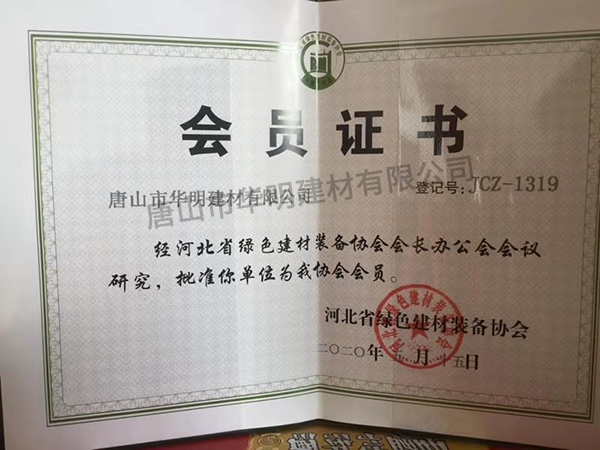 会员证书
唐山市华明建材有限公司
登记号：JCZ-1319
唐山市华明建材有限公司
经河北省绿色建材装备协会会长办公会会议
研究，批准你单位为我协会会员。
河北省绿色建材装备协会
二〇二〇年五月十五日